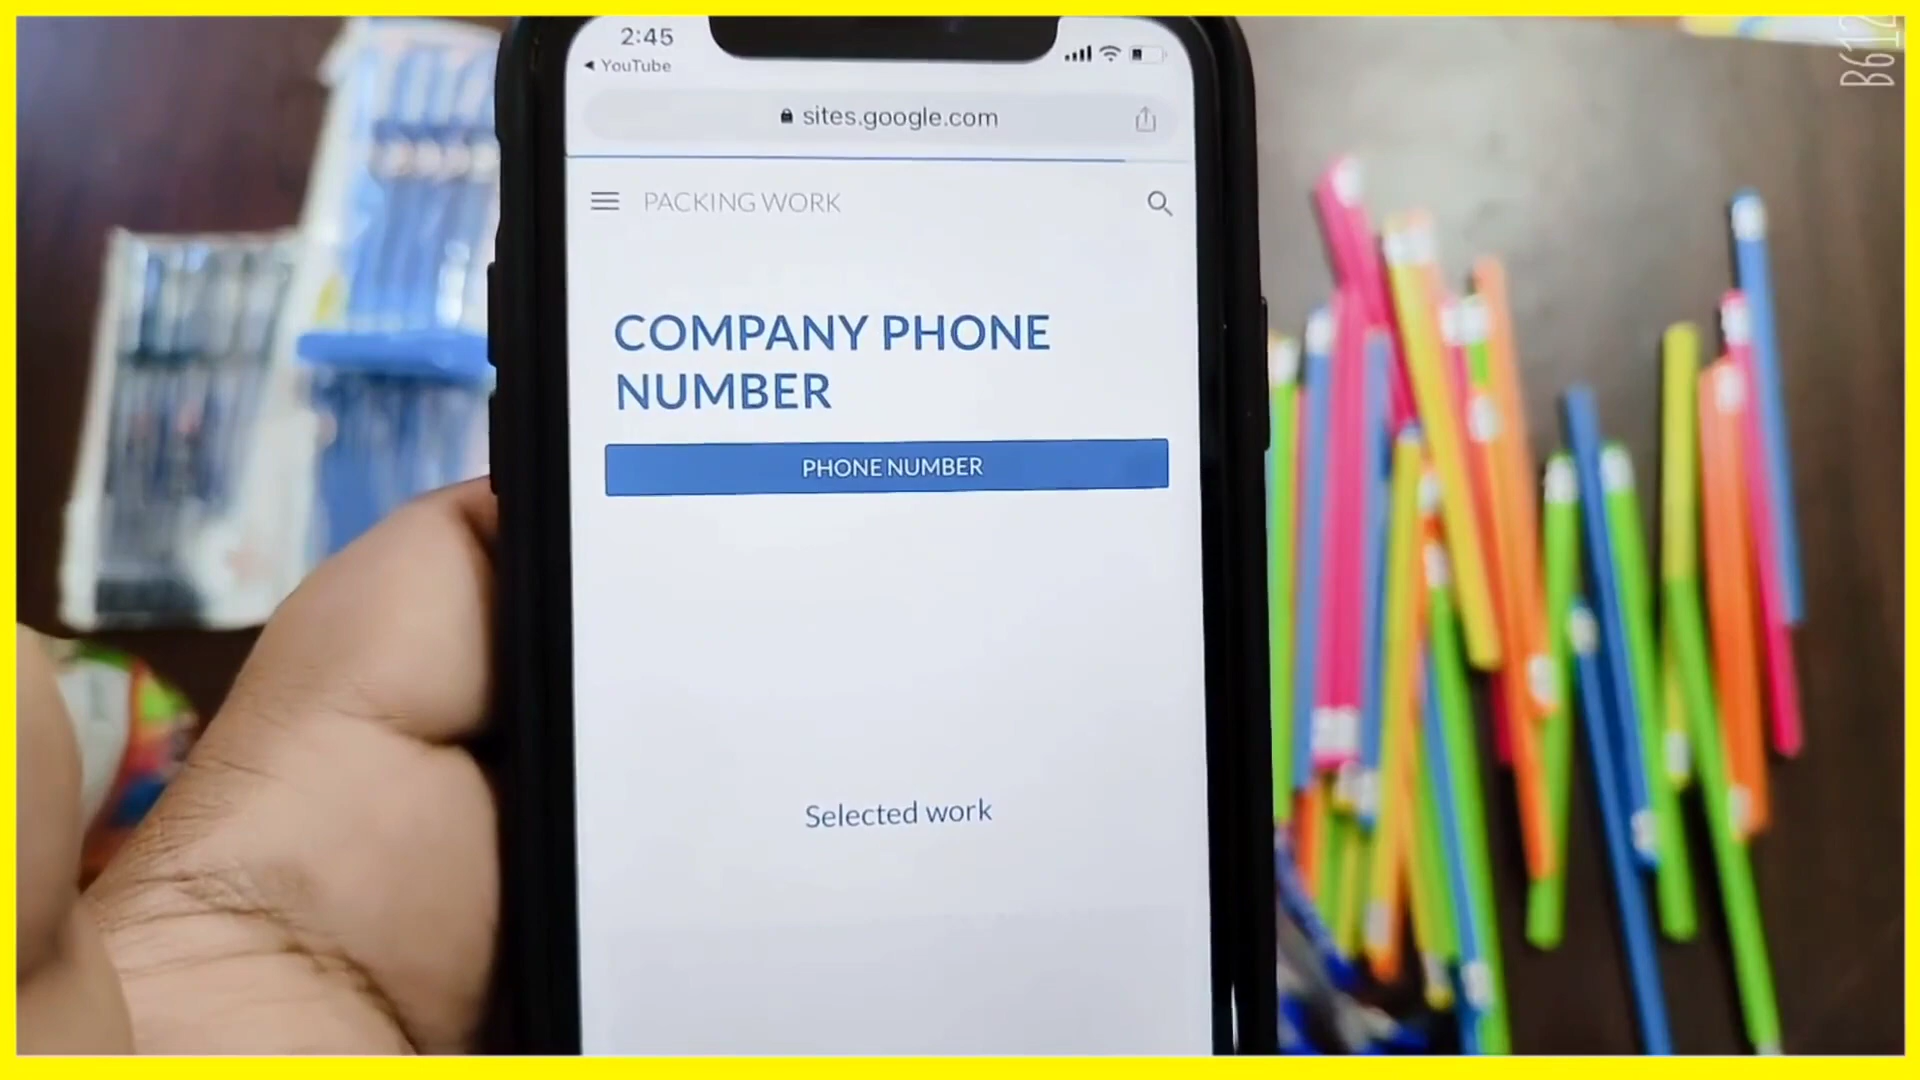 2:45
◄ YouTube
sites.google.com
PACKING WORK
COMPANY PHONE
NUMBER
PHONE NUMBER
Selected work
B612